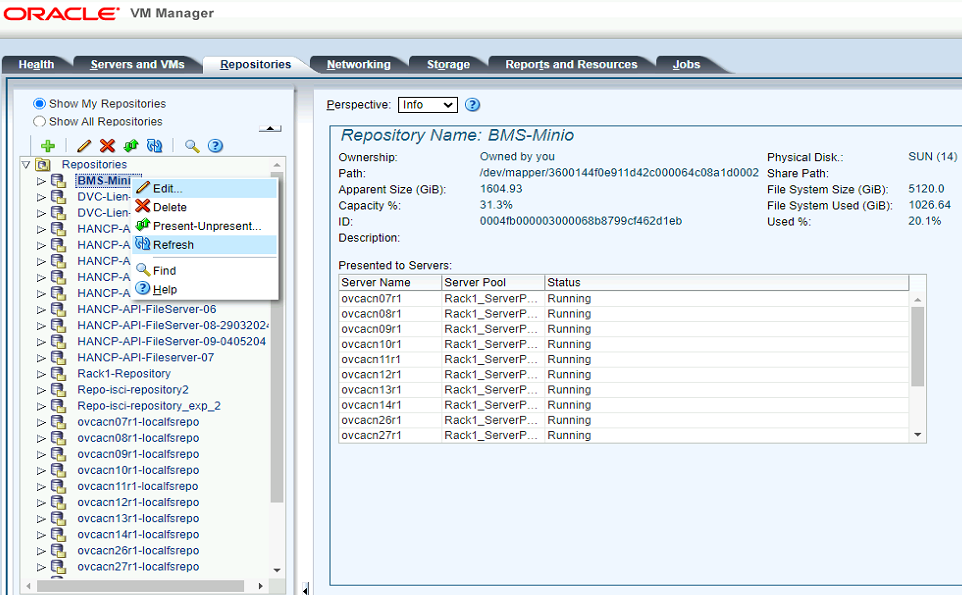 ORACLE VM Manager
Health Servers and VMs Repositories Networking Storage Reports and Resources Jobs
Show My Repositories
Show All Repositories
Repositories
BMS-Mini
DVC-Lien-
DVC-Lien-
HANCP-A
HANCP-A
HANCP-A
HANCP-A
HANCP-A
HANCP-API-FileServer-06
HANCP-API-FileServer-08-2903202
HANCP-API-FileServer-09-0405204
HANCP-API-Fileserver-07
Rack1-Repository
Repo-isci-repository2
Repo-isci-repository_exp_2
ovcacn07r1-localfsrepo
ovcacn08r1-localfsrepo
ovcacn09r1-localfsrepo
ovcacn10r1-localfsrepo
ovcacn11r1-localfsrepo
ovcacn12r1-localfsrepo
ovcacn13r1-localfsrepo
ovcacn14r1-localfsrepo
ovcacn26r1-localfsrepo
ovcacn27r1-localfsrepo
Edit...
Delete
Present-Unpresent...
Refresh
Find
Help
Perspective: Info
Repository Name: BMS-Minio
Ownership: Owned by you
Path: /dev/mapper/3600144f0e911d42c000064c08a1d0002
Apparent Size (GiB): 1604.93
Capacity %: 31.3%
ID: 0004fb000003000068b8799cf462d1eb
Description:
Physical Disk.: SUN (14)
Share Path:
File System Size (GiB): 5120.0
File System Used (GiB): 1026.64
Used %: 20.1%
Presented to Servers:
Server Name Server Pool Status
ovcacn07r1 Rack1_ServerP... Running
ovcacn08r1 Rack1_ServerP... Running
ovcacn09r1 Rack1_ServerP... Running
ovcacn10r1 Rack1_ServerP... Running
ovcacn11r1 Rack1_ServerP... Running
ovcacn12r1 Rack1_ServerP... Running
ovcacn13r1 Rack1_ServerP... Running
ovcacn14r1 Rack1_ServerP... Running
ovcacn26r1 Rack1_ServerP... Running
ovcacn27r1 Rack1_ServerP... Running